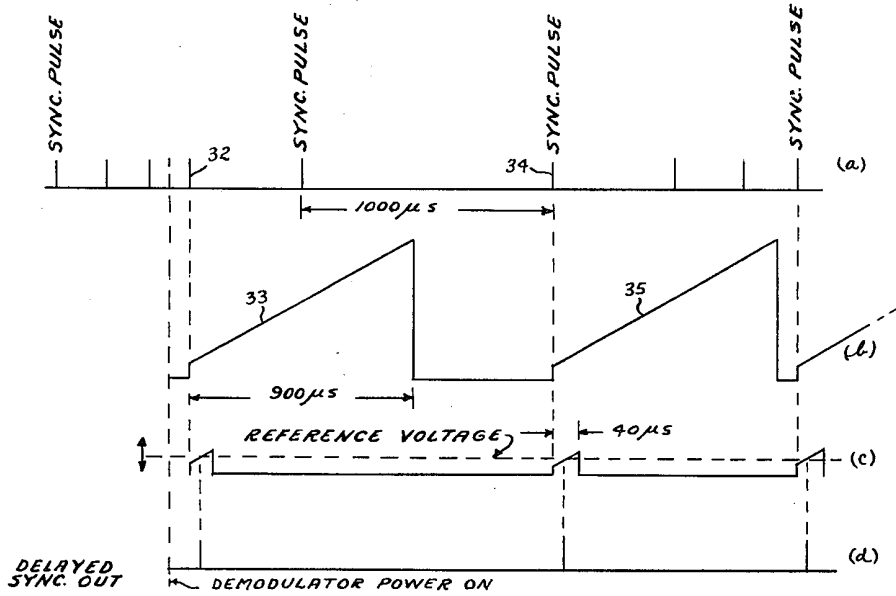 SYNC. PULSE
SYNC. PULSE
SYNC. PULSE
SYNC. PULSE
32
34
(a)
1000 μs
33
35
(b)
900 μs
REFERENCE VOLTAGE
40 μs
(c)
(d)
DELAYED
SYNC. OUT
DEMODULATOR POWER ON